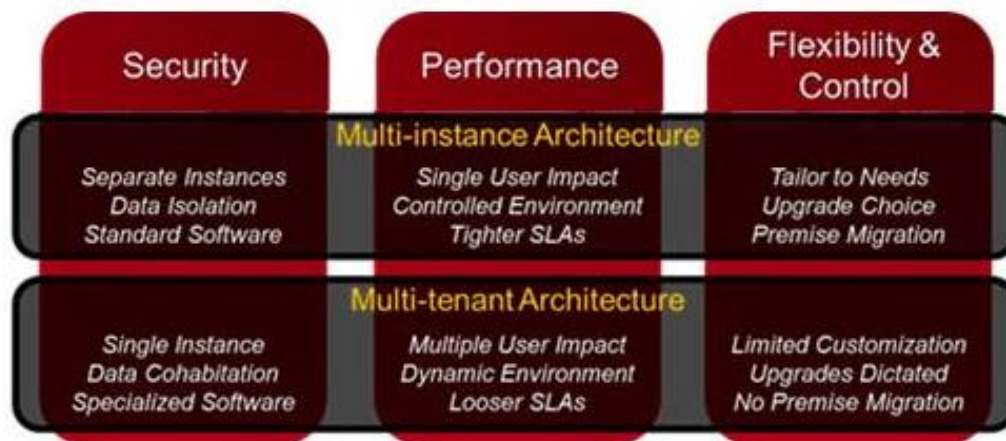 Security
Performance
Flexibility &
Control
Multi-instance Architecture
Separate Instances
Data Isolation
Standard Software
Single User Impact
Controlled Environment
Tighter SLAs
Tailor to Needs
Upgrade Choice
Premise Migration
Multi-tenant Architecture
Single Instance
Data Cohabitation
Specialized Software
Multiple User Impact
Dynamic Environment
Looser SLAs
Limited Customization
Upgrades Dictated
No Premise Migration